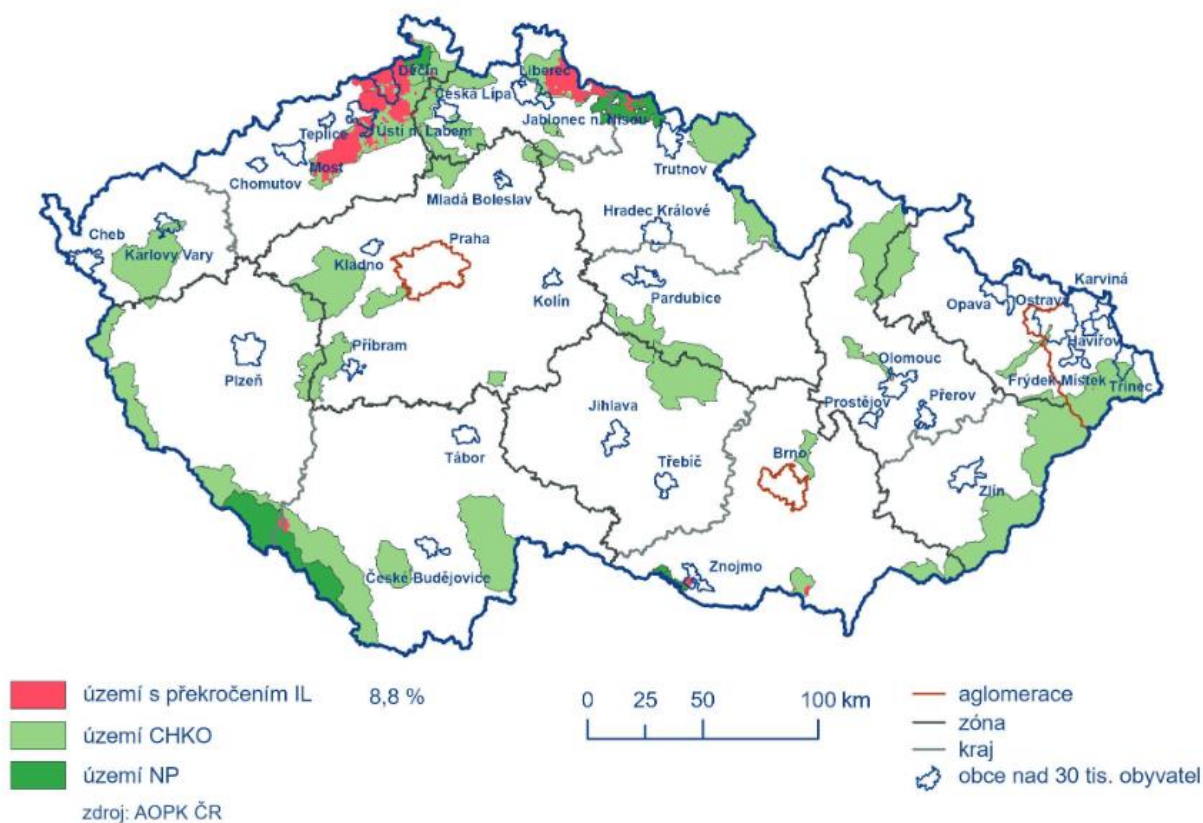 Děčín
Liberec
Česká Lípa
Jablonec n. Nisou
Teplice
Ústí n. Labem
Most
Chomutov
Trutnov
Mladá Boleslav
Hradec Králové
Cheb
Karlovy Vary
Praha
Kladno
Kolín
Pardubice
Karviná
Opava
Ostrava
Havířov
Příbram
Plzeň
Olomouc
Frýdek-Místek
Třinec
Jihlava
Prostějov
Přerov
Tábor
Třebíč
Brno
Zlín
České Budějovice
Znojmo
území s překročením IL 8,8 %
území CHKO
území NP
zdroj: AOPK ČR
0 25 50 100 km
aglomerace
zóna
kraj
obce nad 30 tis. obyvatel